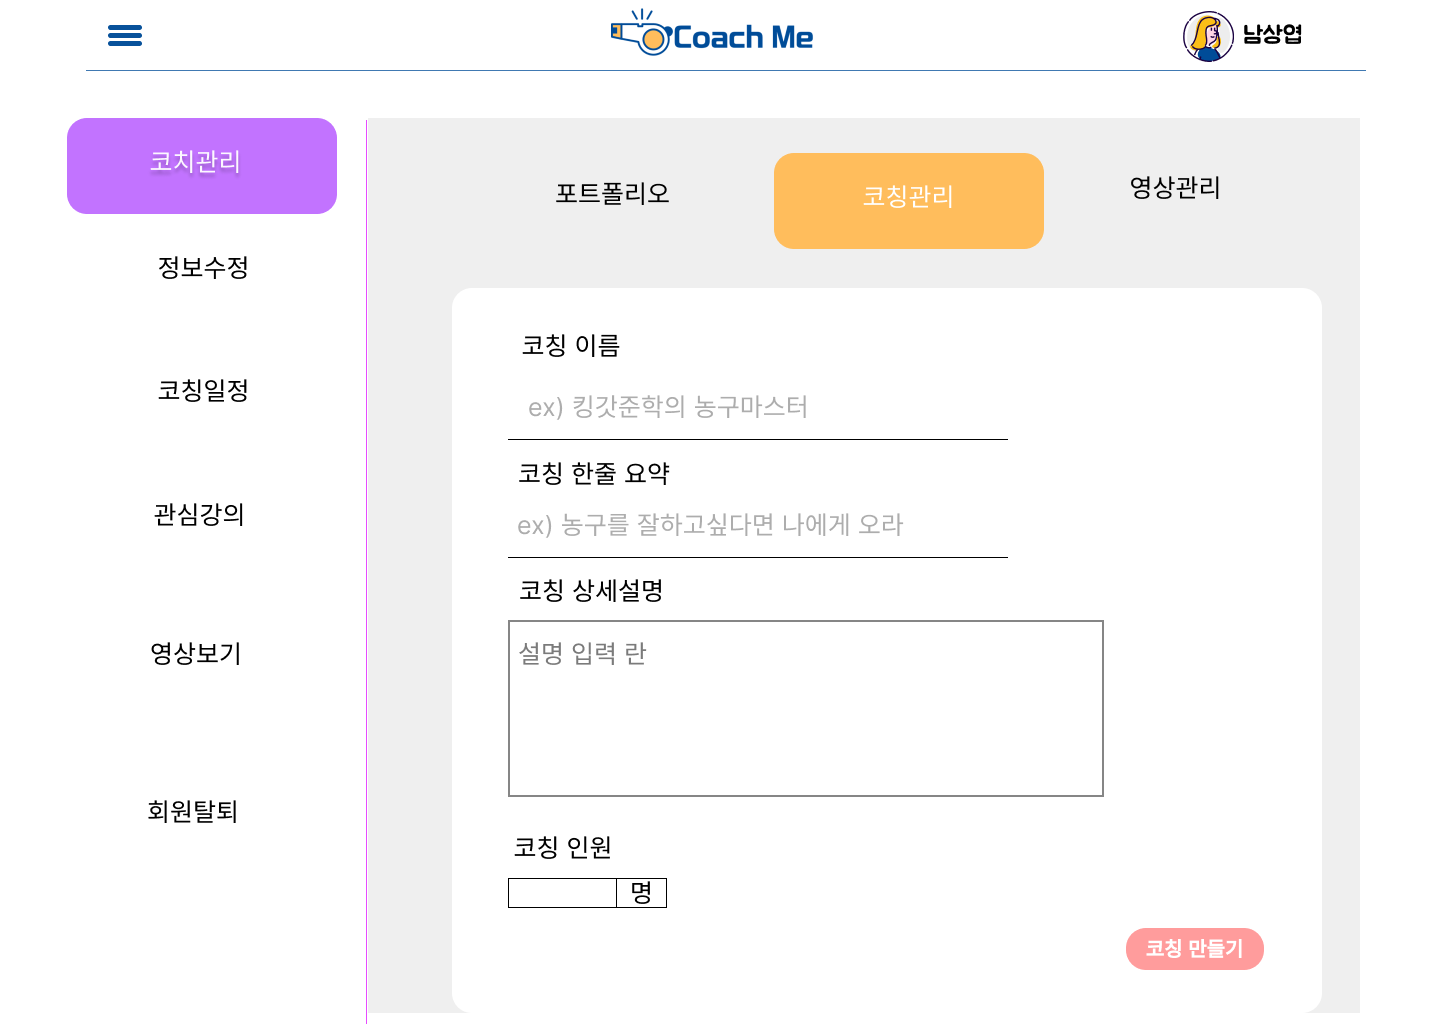 Coach Me
남상엽
코치관리
정보수정
코칭일정
관심강의
영상보기
회원탈퇴
포트폴리오
코칭관리
영상관리
코칭 이름
ex) 킹갓준학의 농구마스터
코칭 한줄 요약
ex) 농구를 잘하고싶다면 나에게 오라
코칭 상세설명
설명 입력 란
코칭 인원
명
코칭 만들기